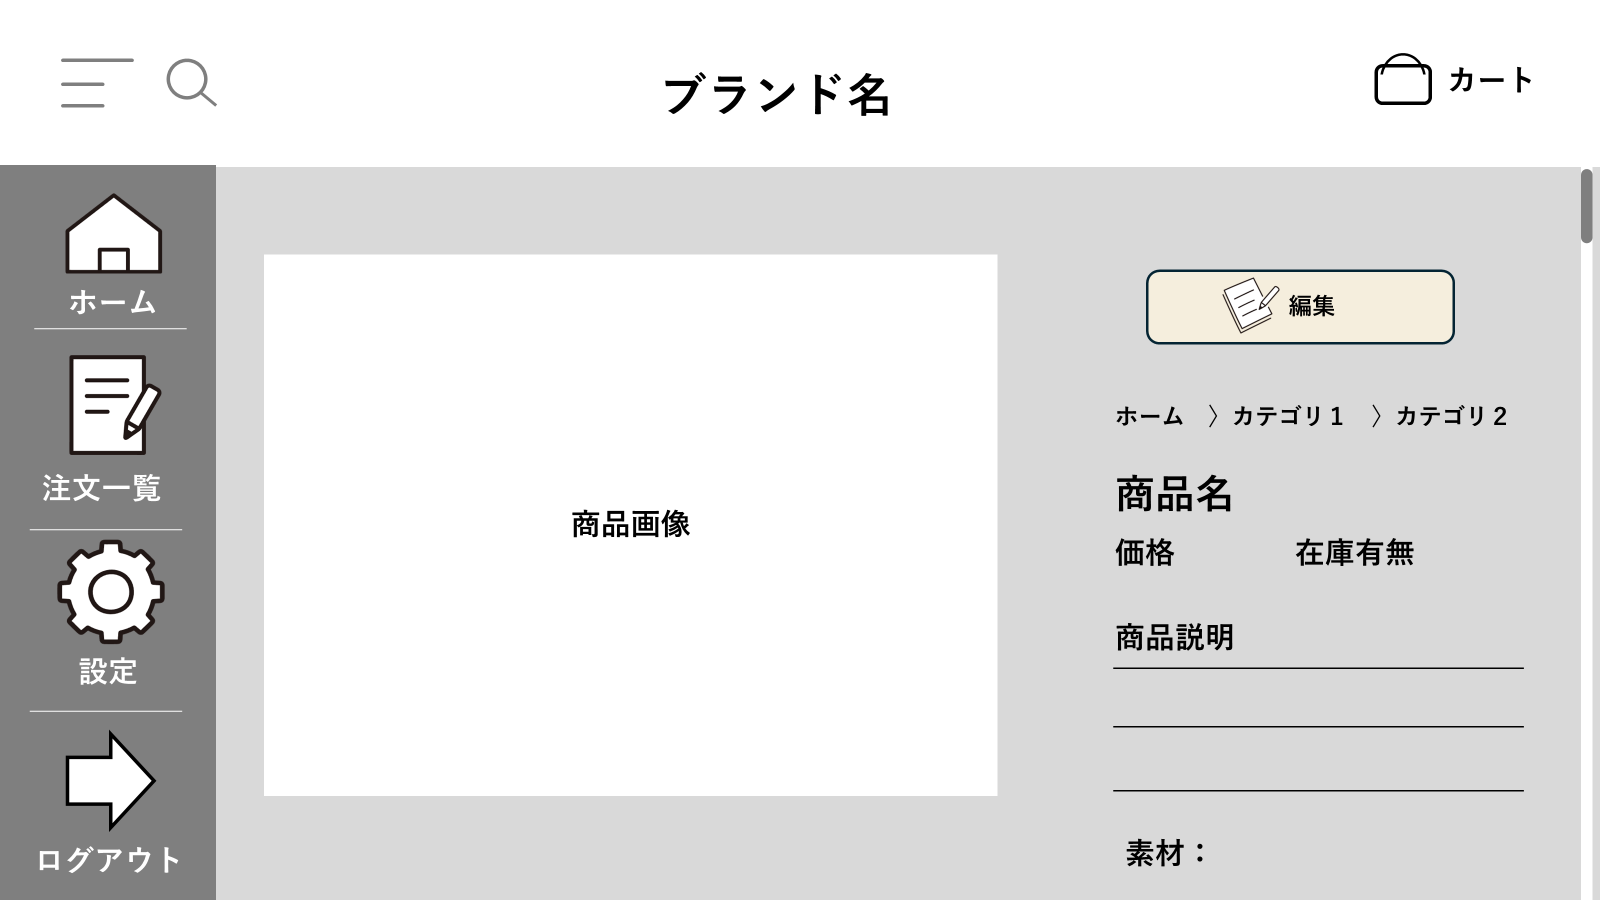 ブランド名
カート
ホーム
注文一覧
設定
ログアウト
商品画像
編集
ホーム 〉カテゴリ1 〉カテゴリ2
商品名
価格 在庫有無
商品説明
素材：